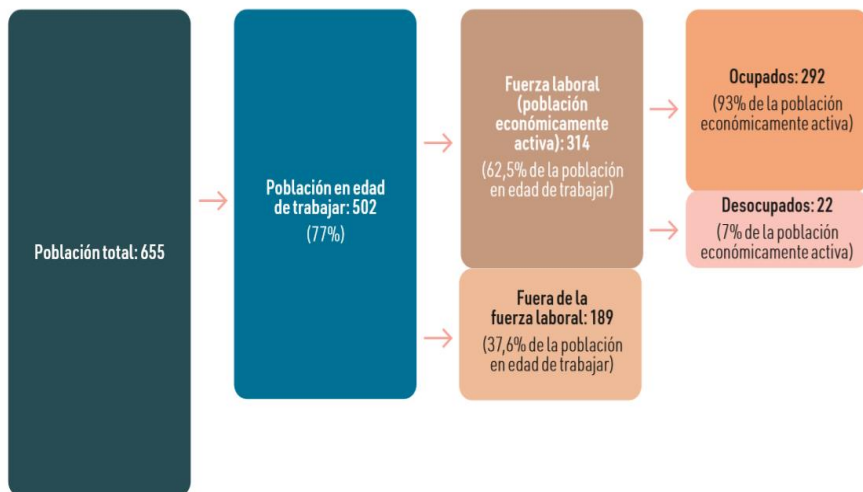 Población total: 655
Población en edad
de trabajar: 502
(77%)
Fuerza laboral
(población
económicamente
activa): 314
(62,5% de la población
en edad de trabajar)
Fuera de la
fuerza laboral: 189
(37,6% de la población
en edad de trabajar)
Ocupados: 292
(93% de la población
económicamente activa)
Desocupados: 22
(7% de la población
económicamente activa)